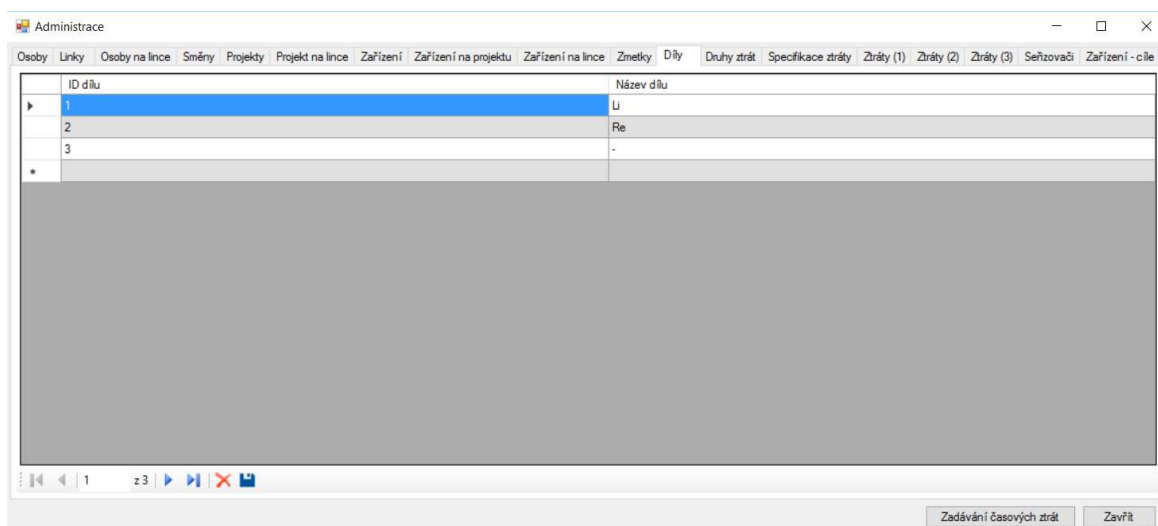 Administrace
Osoby Linky Osoby na lince Směny Projekty Projekt na lince Zařízení Zařízení na projektu Zařízení na lince Zmetky Díly Druhy ztrát Specifikace ztráty Ztráty (1) Ztráty (2) Ztráty (3) Seřizovači Zařízení - cíle
ID dílu Název dílu
1 Li
2 Re
3 -
1 z 3
Zadávání časových ztrát Zavřít